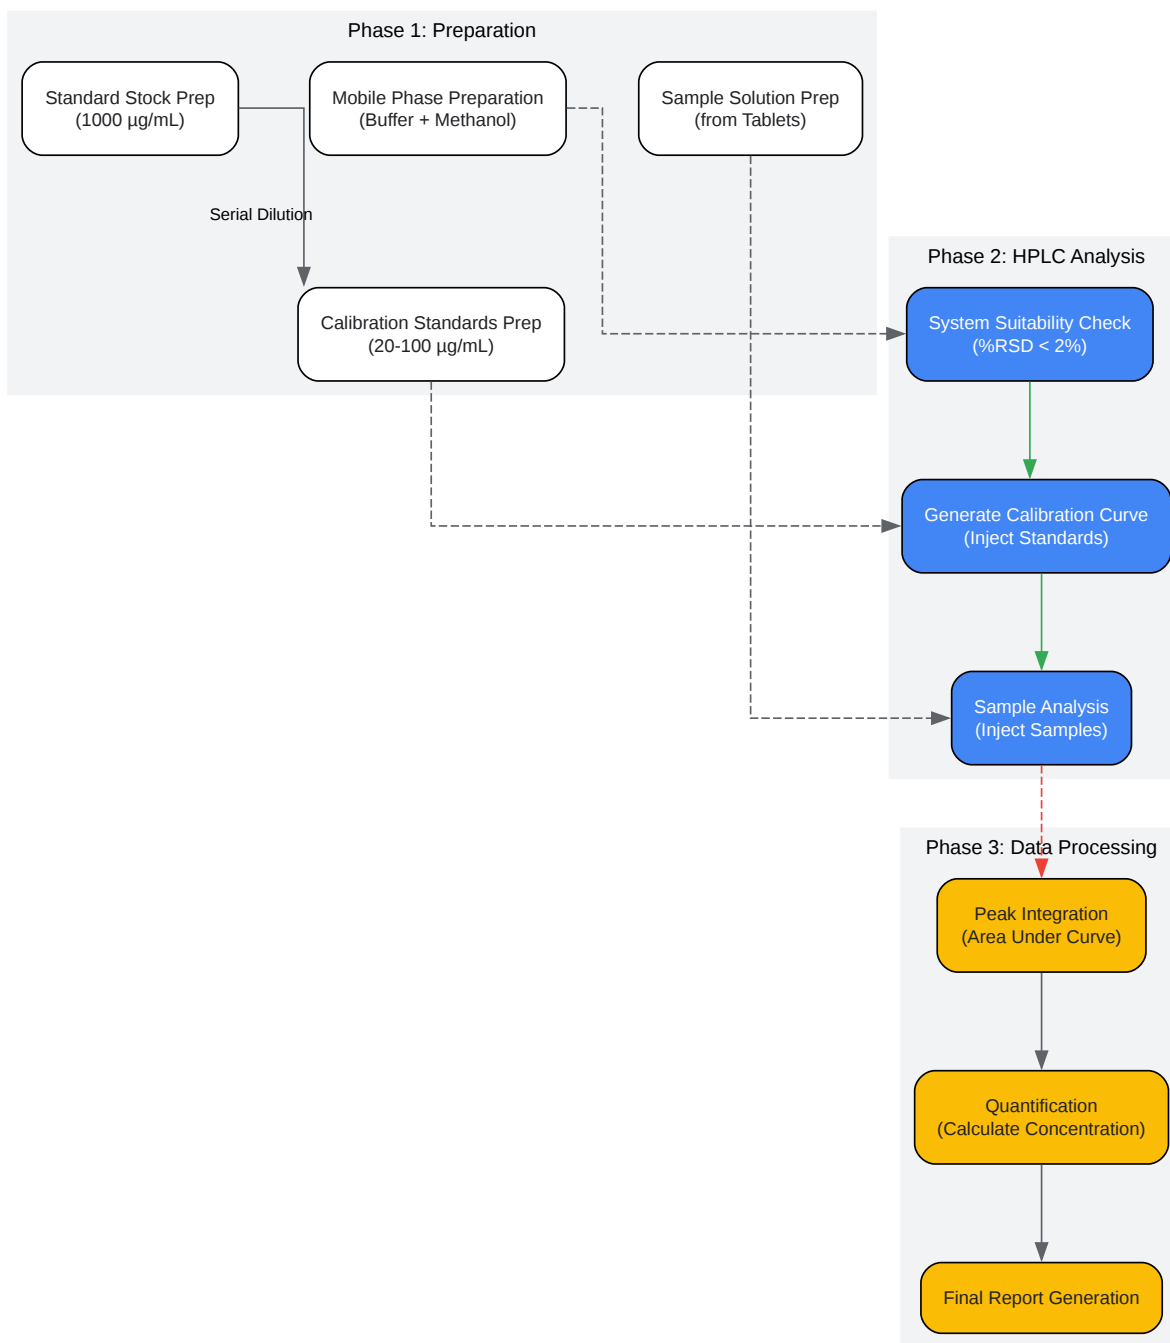 Phase 1: Preparation
Standard Stock Prep
(1000 µg/mL)
Mobile Phase Preparation
(Buffer + Methanol)
Sample Solution Prep
(from Tablets)
Serial Dilution
Calibration Standards Prep
(20-100 µg/mL)
Phase 2: HPLC Analysis
System Suitability Check
(%RSD < 2%)
Generate Calibration Curve
(Inject Standards)
Sample Analysis
(Inject Samples)
Phase 3: Data Processing
Peak Integration
(Area Under Curve)
Quantification
(Calculate Concentration)
Final Report Generation